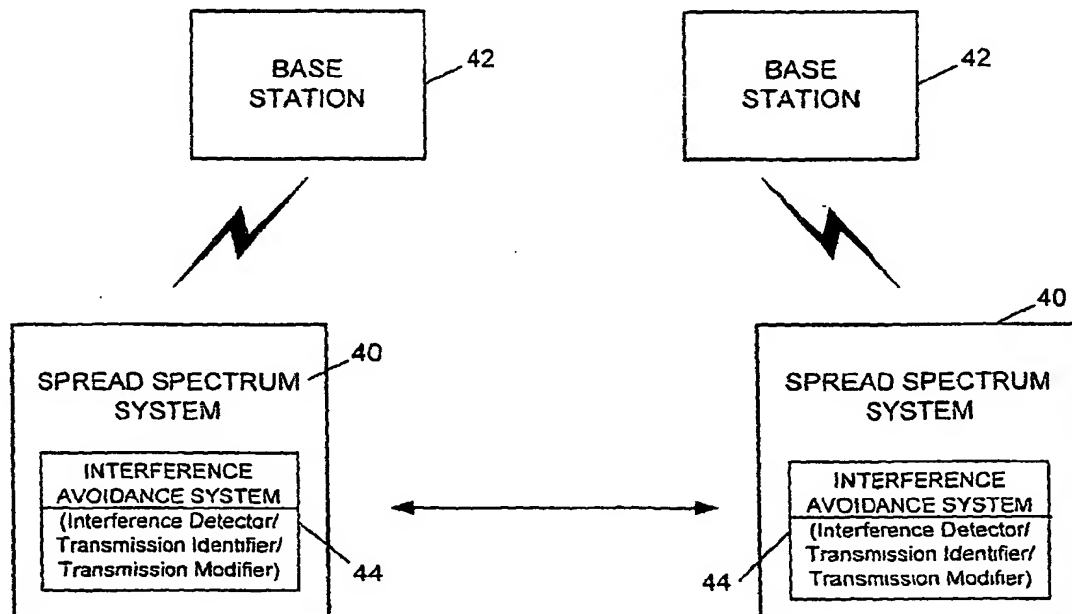 BASE
STATION
42
BASE
STATION
42
SPREAD SPECTRUM
SYSTEM
40
INTERFERENCE
AVOIDANCE SYSTEM
(Interference Detector/
Transmission Identifier/
Transmission Modifier)
44
SPREAD SPECTRUM
SYSTEM
40
INTERFERENCE
AVOIDANCE SYSTEM
(Interference Detector/
Transmission Identifier/
Transmission Modifier)
44